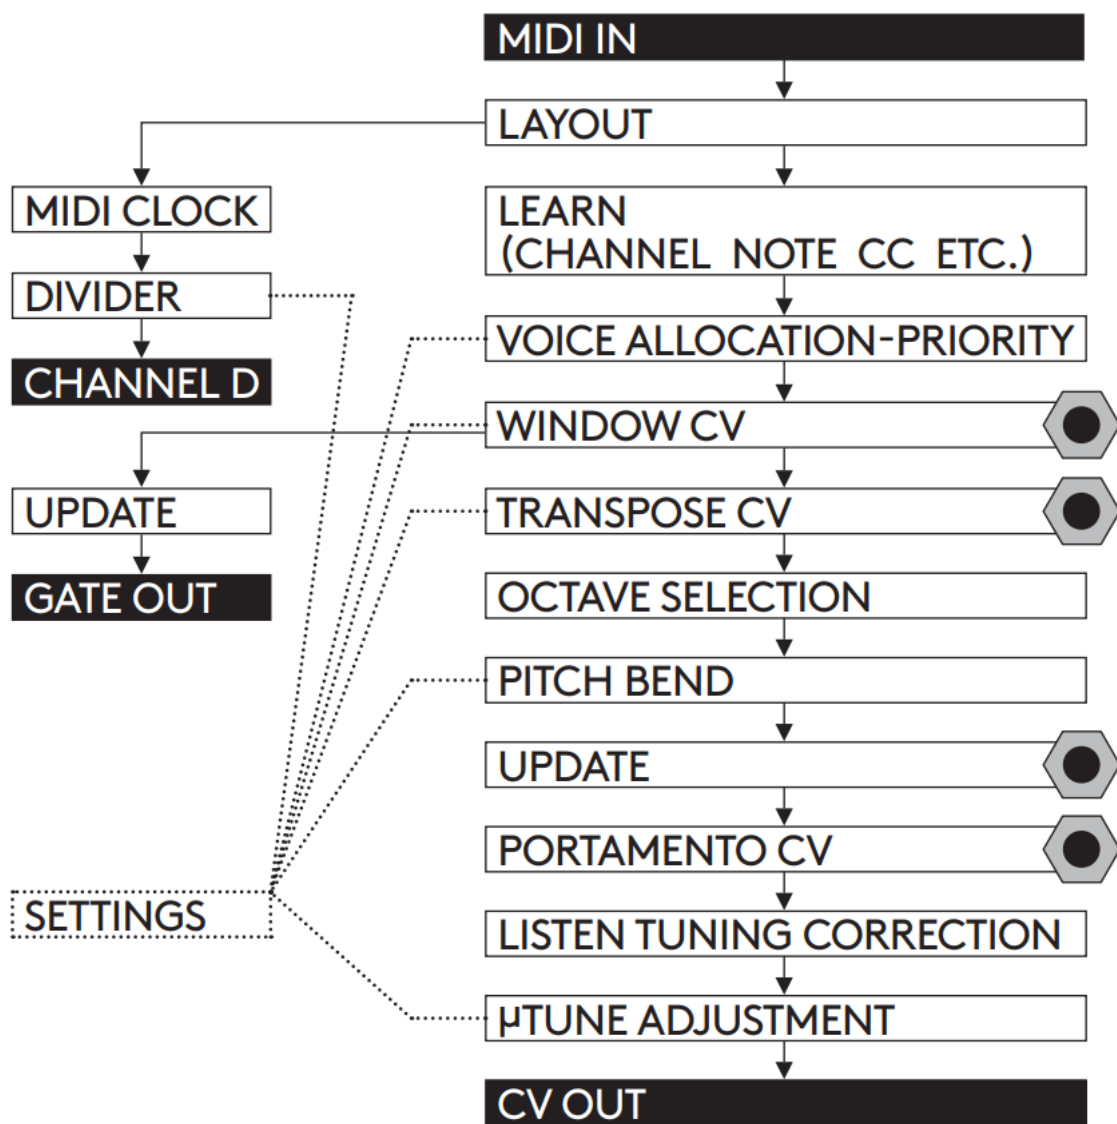 MIDI IN
LAYOUT
MIDI CLOCK
LEARN
(CHANNEL NOTE CC ETC.)
DIVIDER
VOICE ALLOCATION-PRIORITY
CHANNEL D
WINDOW CV
UPDATE
TRANSPOSE CV
GATE OUT
OCTAVE SELECTION
PITCH BEND
UPDATE
PORTAMENTO CV
SETTINGS
LISTEN TUNING CORRECTION
µTUNE ADJUSTMENT
CV OUT